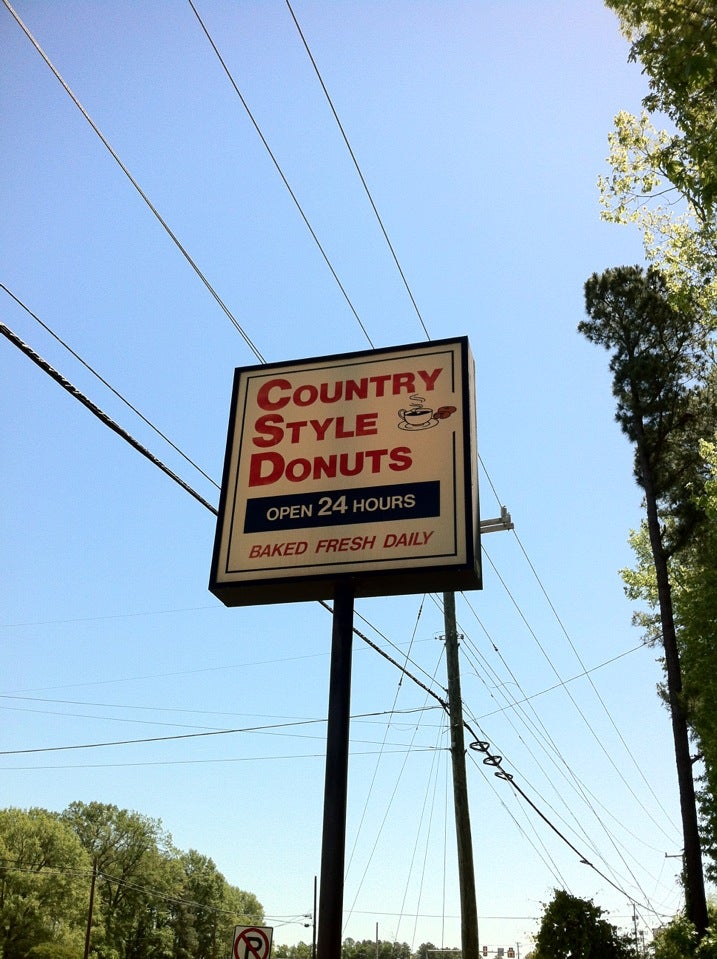 COUNTRY
STYLE
DONUTS
OPEN 24 HOURS
BAKED FRESH DAILY
P